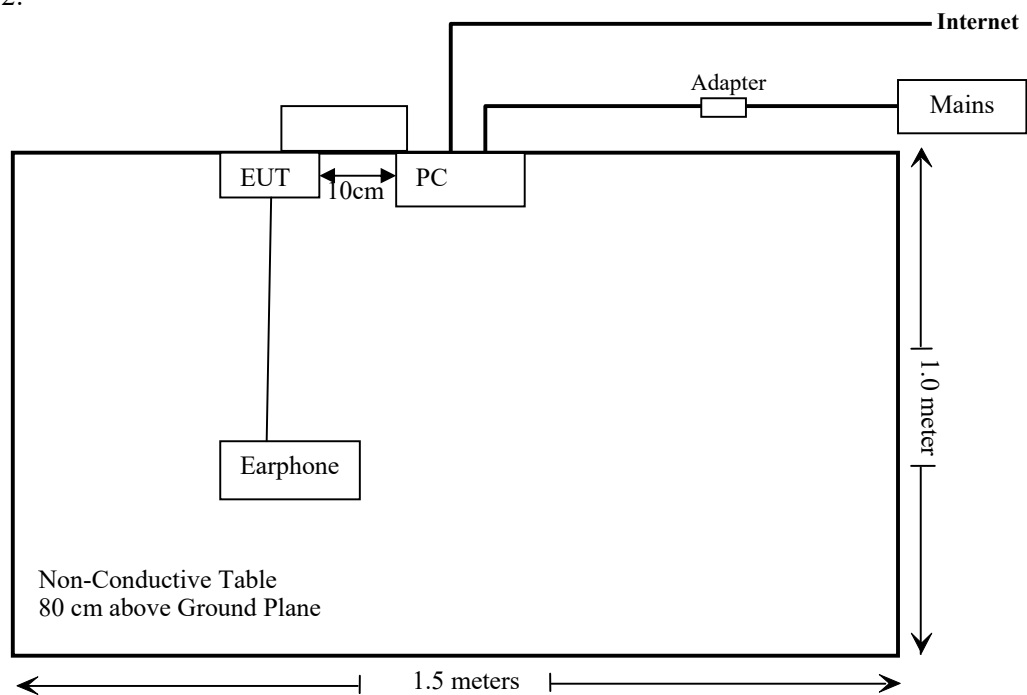 2.
Internet
Adapter
Mains
EUT
PC
10cm
Earphone
1.0 meter
Non-Conductive Table
80 cm above Ground Plane
1.5 meters